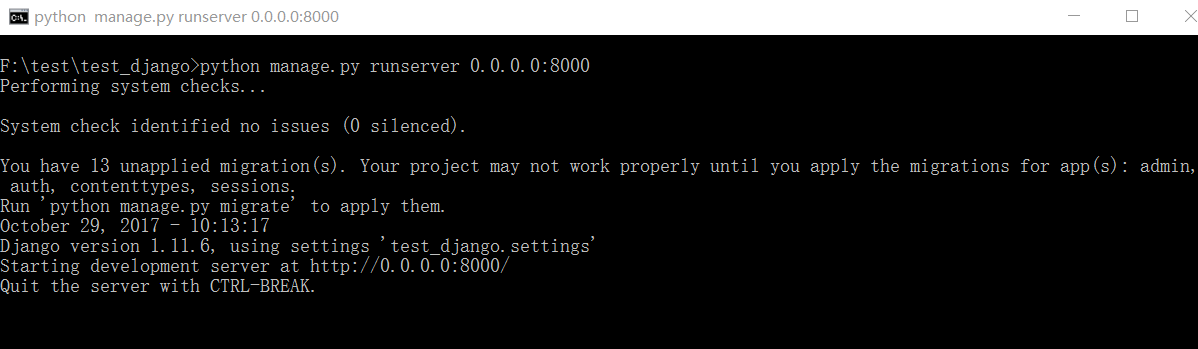 python  manage.py runserver 0.0.0.0:8000
F:\test\test_django>python manage.py runserver 0.0.0.0:8000
Performing system checks...
System check identified no issues (0 silenced).
You have 13 unapplied migration(s). Your project may not work properly until you apply the migrations for app(s): admin,
 auth, contenttypes, sessions.
Run 'python manage.py migrate' to apply them.
October 29, 2017 - 10:13:17
Django version 1.11.6, using settings 'test_django.settings'
Starting development server at http://0.0.0.0:8000/
Quit the server with CTRL-BREAK.